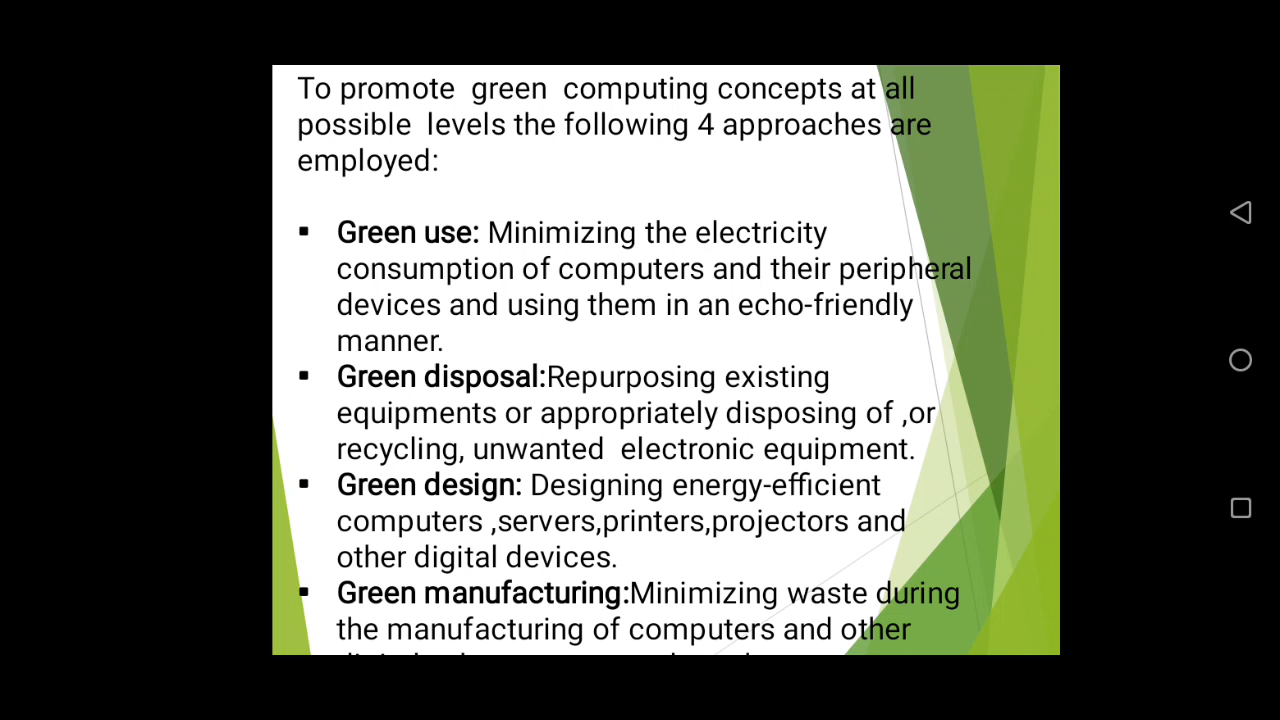 To promote green computing concepts at all
possible levels the following 4 approaches are
employed:
▪ Green use: Minimizing the electricity
consumption of computers and their peripheral
devices and using them in an echo-friendly
manner.
▪ Green disposal:Repurposing existing
equipments or appropriately disposing of ,or
recycling, unwanted electronic equipment.
▪ Green design: Designing energy-efficient
computers ,servers,printers,projectors and
other digital devices.
▪ Green manufacturing:Minimizing waste during
the manufacturing of computers and other